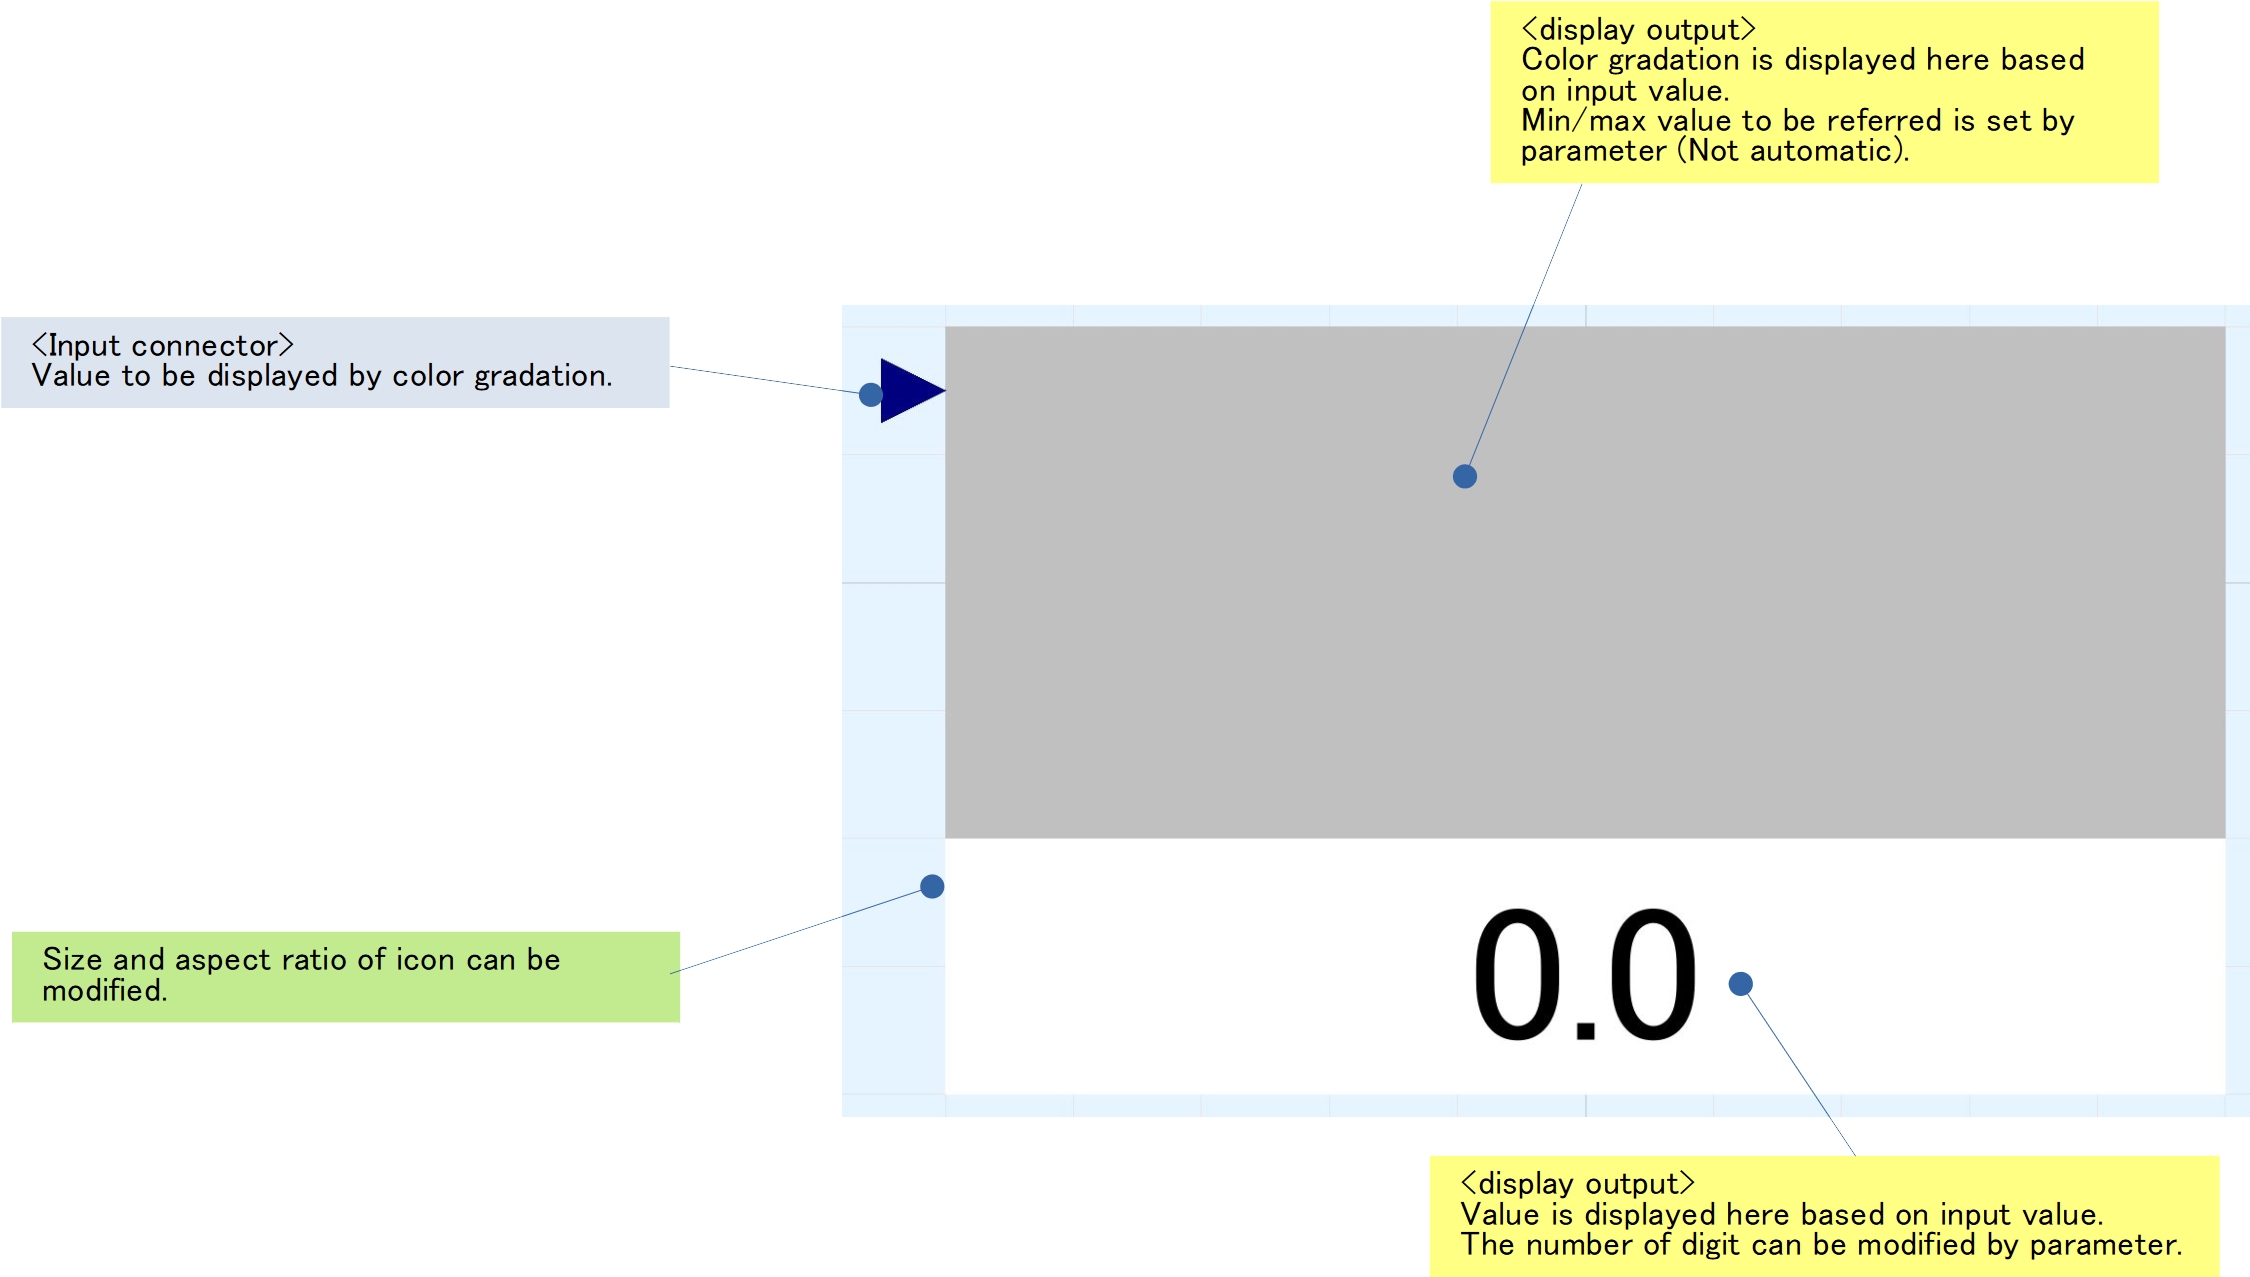 <display output>
Color gradation is displayed here based
on input value.
Min/max value to be referred is set by
parameter (Not automatic).
<Input connector>
Value to be displayed by color gradation.
Size and aspect ratio of icon can be
modified.
0.0
<display output>
Value is displayed here based on input value.
The number of digit can be modified by parameter.